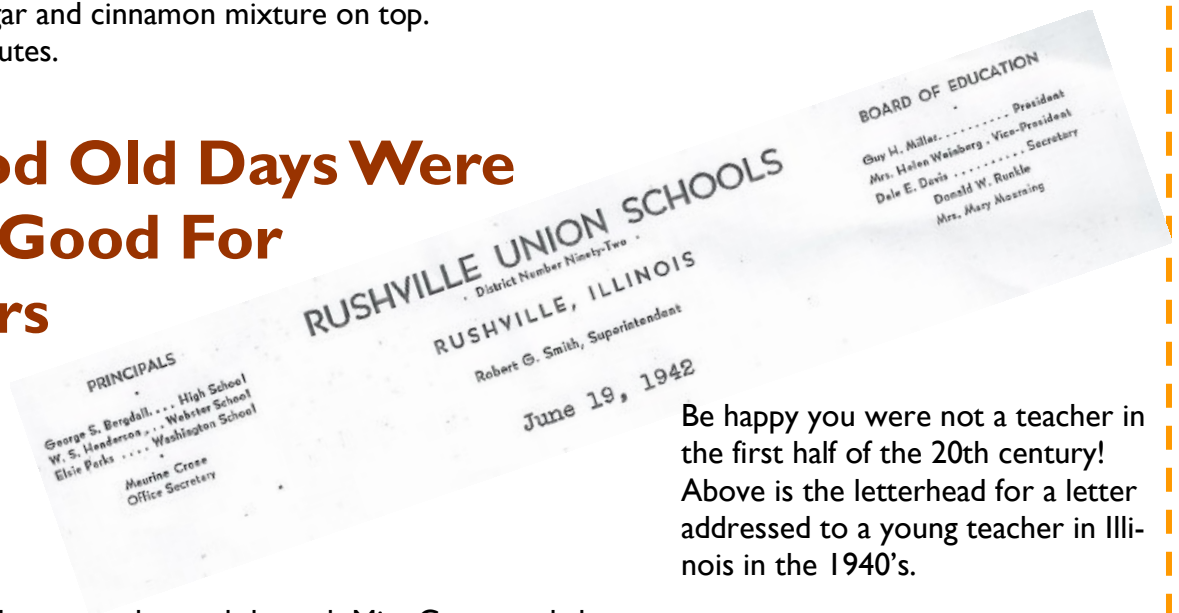 gar and cinnamon mixture on top.
utes.
od Old Days Were
Good For
rs
RUSHVILLE UNION SCHOOLS
District Number Ninety-Two
RUSHVILLE, ILLINOIS
Robert G. Smith, Superintendent
June 19, 1942
PRINCIPALS
George S. Bergdall.... High School
W. S. Henderson... Webster School
Elsie Parks .... Washington School
Meurine Crose
Office Secretary
BOARD OF EDUCATION
Guy H. Miller.......... President
Mrs. Helen Weinberg . Vice-President
Dale E. Davis .......... Secretary
Donald W. Runkle
Mrs. Mary Mourning
Be happy you were not a teacher in
the first half of the 20th century!
Above is the letterhead for a letter
addressed to a young teacher in Illi-
nois in the 1940's.